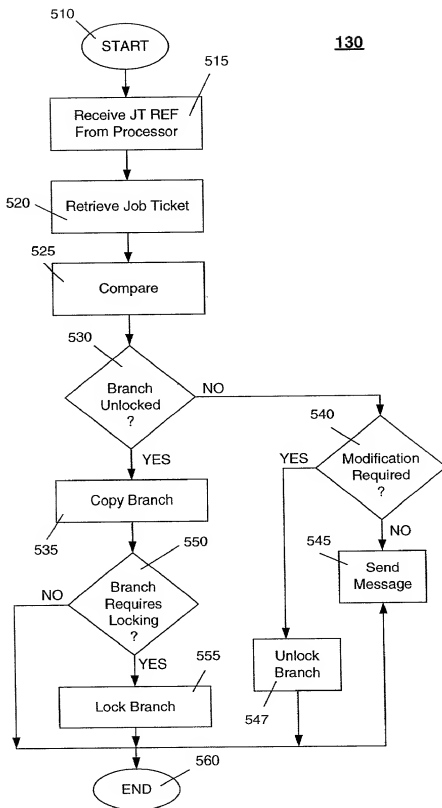 510
START
130
515
Receive JT REF
From Processor
520
Retrieve Job Ticket
525
Compare
530
Branch
Unlocked
?
NO
540
YES
Modification
Required
?
YES
Copy Branch
535
550
NO
545
Send
Message
NO
Branch
Requires
Locking
?
YES
555
Lock Branch
Unlock
Branch
547
END
560